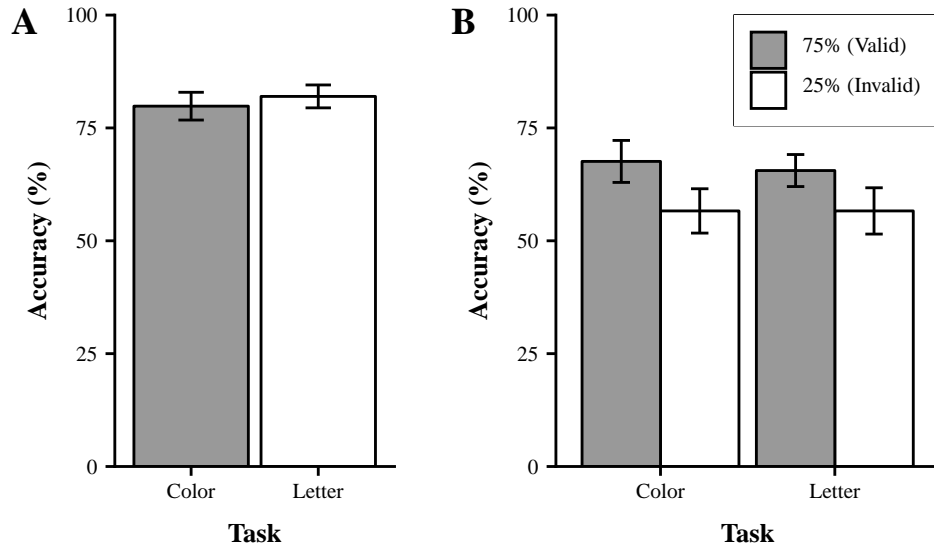 A
Accuracy (%)
100
75
50
25
0
Color Letter
Task
B
75% (Valid)
25% (Invalid)
Accuracy (%)
100
75
50
25
0
Color Letter
Task